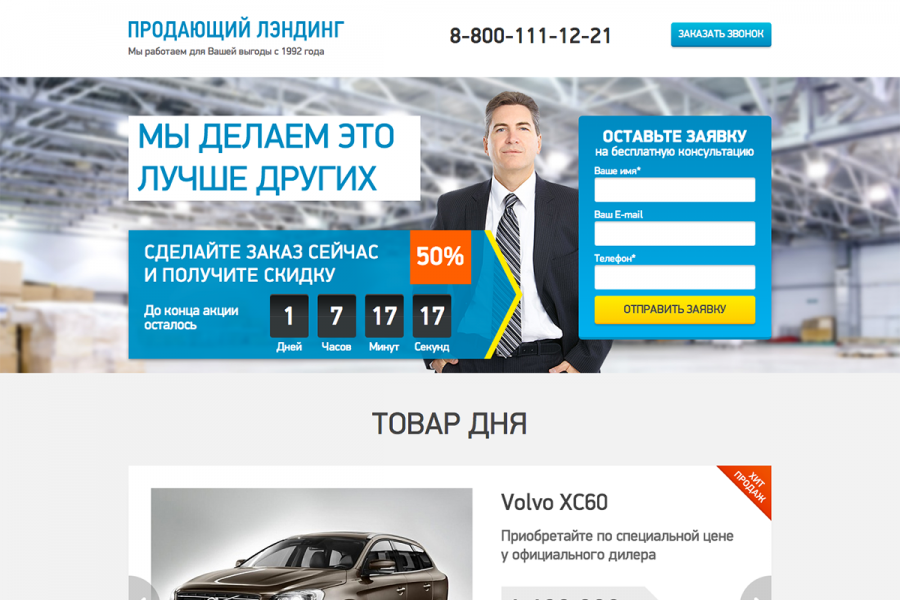 ПРОДАЮЩИЙ ЛЭНДИНГ
Мы работаем для Вашей выгоды с 1992 года
8-800-111-12-21
ЗАКАЗАТЬ ЗВОНОК
МЫ ДЕЛАЕМ ЭТО
ЛУЧШЕ ДРУГИХ
СДЕЛАЙТЕ ЗАКАЗ СЕЙЧАС
И ПОЛУЧИТЕ СКИДКУ
50%
До конца акции
осталось
1 7 17 17
Дней Часов Минут Секунд
ОСТАВЬТЕ ЗАЯВКУ
на бесплатную консультацию
Ваше имя*
Ваш E-mail
Телефон*
ОТПРАВИТЬ ЗАЯВКУ
ТОВАР ДНЯ
ХИТ
ПРОДАЖ
Volvo XC60
Приобретайте по специальной цене
у официального дилера